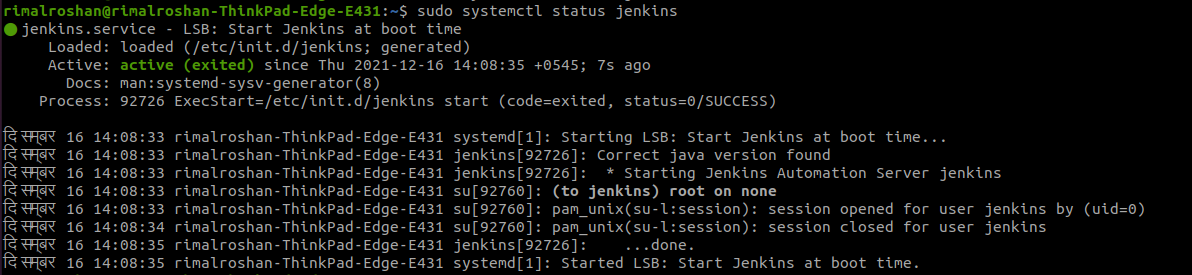 rimalroshan@rimalroshan-ThinkPad-Edge-E431:~$ sudo systemctl status jenkins
● jenkins.service - LSB: Start Jenkins at boot time
Loaded: loaded (/etc/init.d/jenkins; generated)
Active: active (exited) since Thu 2021-12-16 14:08:35 +0545; 7s ago
Docs: man:systemd-sysv-generator(8)
Process: 92726 ExecStart=/etc/init.d/jenkins start (code=exited, status=0/SUCCESS)
दिसम्बर 16 14:08:33 rimalroshan-ThinkPad-Edge-E431 systemd[1]: Starting LSB: Start Jenkins at boot time...
दिसम्बर 16 14:08:33 rimalroshan-ThinkPad-Edge-E431 jenkins[92726]: Correct java version found
दिसम्बर 16 14:08:33 rimalroshan-ThinkPad-Edge-E431 jenkins[92726]:  * Starting Jenkins Automation Server jenkins
दिसम्बर 16 14:08:33 rimalroshan-ThinkPad-Edge-E431 su[92760]: (to jenkins) root on none
दिसम्बर 16 14:08:33 rimalroshan-ThinkPad-Edge-E431 su[92760]: pam_unix(su-l:session): session opened for user jenkins by (uid=0)
दिसम्बर 16 14:08:34 rimalroshan-ThinkPad-Edge-E431 su[92760]: pam_unix(su-l:session): session closed for user jenkins
दिसम्बर 16 14:08:35 rimalroshan-ThinkPad-Edge-E431 jenkins[92726]:    ...done.
दिसम्बर 16 14:08:35 rimalroshan-ThinkPad-Edge-E431 systemd[1]: Started LSB: Start Jenkins at boot time.